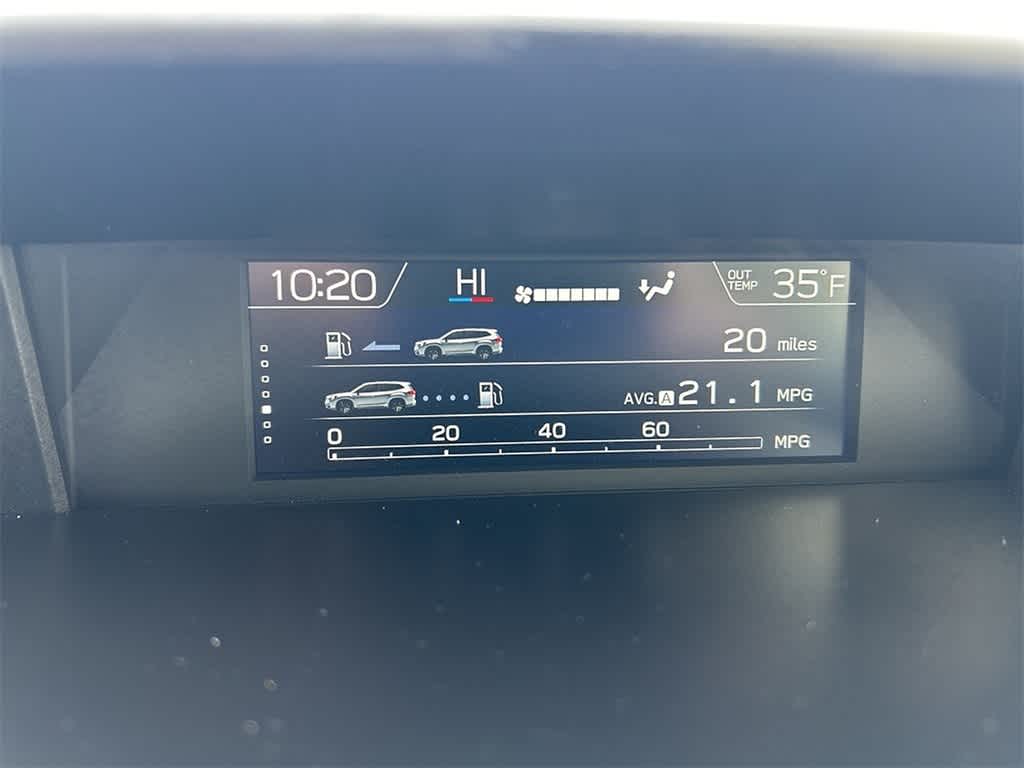 10:20 HI OUT TEMP 35°F
20 miles
AVG. A 21.1 MPG
0 20 40 60 MPG